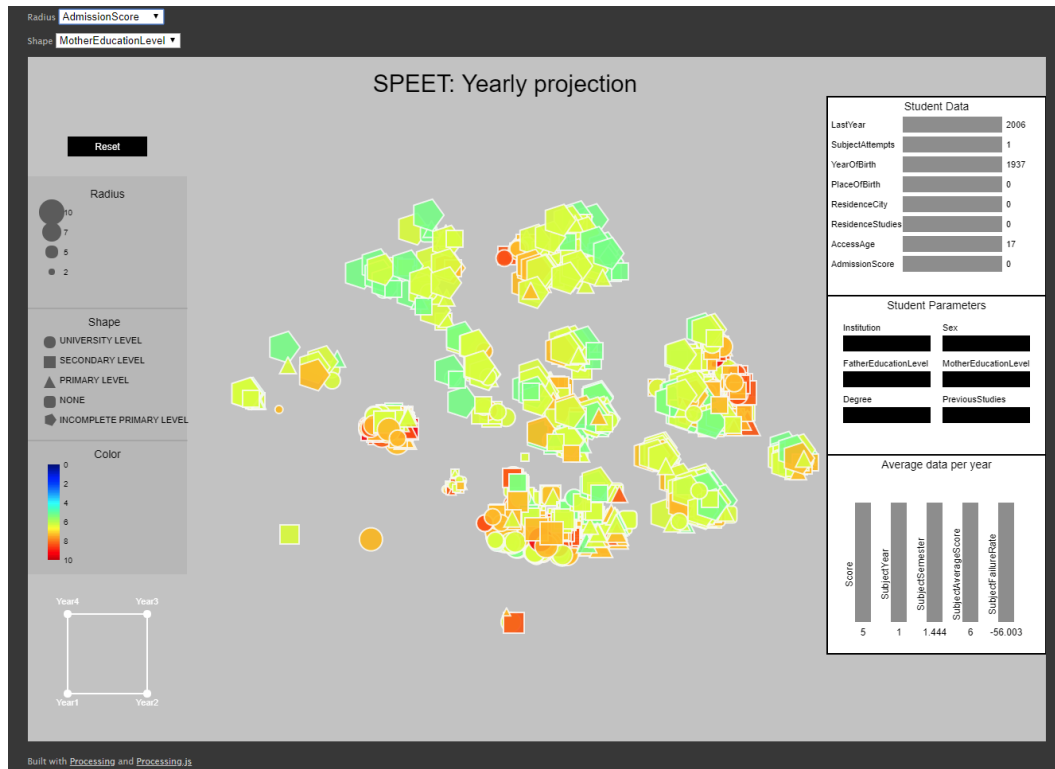 Radius AdmissionScore
Shape MotherEducationLevel
SPEET: Yearly projection
Reset
Radius
10
7
5
2
Shape
UNIVERSITY LEVEL
SECONDARY LEVEL
PRIMARY LEVEL
NONE
INCOMPLETE PRIMARY LEVEL
Color
0
2
4
6
8
10
Year4 Year3
Year1 Year2
Student Data
LastYear 2006
SubjectAttempts 1
YearOfBirth 1937
PlaceOfBirth 0
ResidenceCity 0
ResidenceStudies 0
AccessAge 17
AdmissionScore 0
Student Parameters
Institution Sex
FatherEducationLevel MotherEducationLevel
Degree PreviousStudies
Average data per year
Score SubjectYear SubjectSemester SubjectAverageScore SubjectFailureRate
5 1 1.444 6 -56.003
Built with Processing and Processing.js